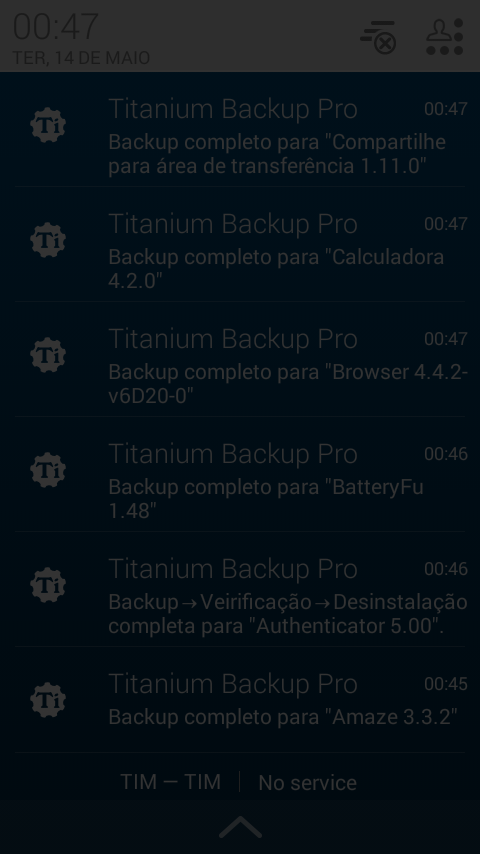 00:47
TER, 14 DE MAIO
Ti Titanium Backup Pro 00:47
Backup completo para "Compartilhe
para área de transferência 1.11.0"
Ti Titanium Backup Pro 00:47
Backup completo para "Calculadora
4.2.0"
Ti Titanium Backup Pro 00:47
Backup completo para "Browser 4.4.2-
v6D20-0"
Ti Titanium Backup Pro 00:46
Backup completo para "BatteryFu
1.48"
Ti Titanium Backup Pro 00:46
Backup→Veirificação→Desinstalação
completa para "Authenticator 5.00".
Ti Titanium Backup Pro 00:45
Backup completo para "Amaze 3.3.2"
TIM — TIM | No service